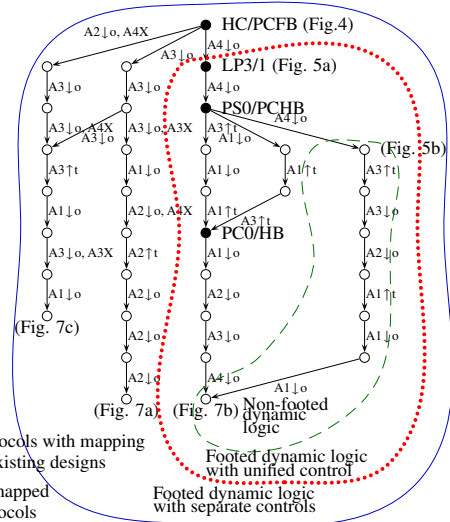 HC/PCFB (Fig.4)
A2↓o, A4X
A3↓o
A4↓o
LP3/1 (Fig. 5a)
A3↓o
A3↓o
A4↓o
PS0/PCHB
A4↓o
A3↓o, A4X
A3↓o
A3↓o, A3X
A3↑t
A1↓o
(Fig. 5b)
A3↑t
A1↓o
A1↓o
A1↑t
A3↑t
A1↓o
A2↓o, A4X
A1↑t
A3↑t
A3↓o
PC0/HB
A3↓o, A3X
A2↑t
A1↓o
A2↓o
A1↓o
A2↓o
A2↓o
A1↑t
(Fig. 7c)
A2↓o
A3↓o
A1↓o
A2↓o
A4↓o
A1↓o
(Fig. 7a)
(Fig. 7b)
Non-footed
dynamic
logic
ocols with mapping
xisting designs
Footed dynamic logic
with unified control
napped
ocols
Footed dynamic logic
with separate controls